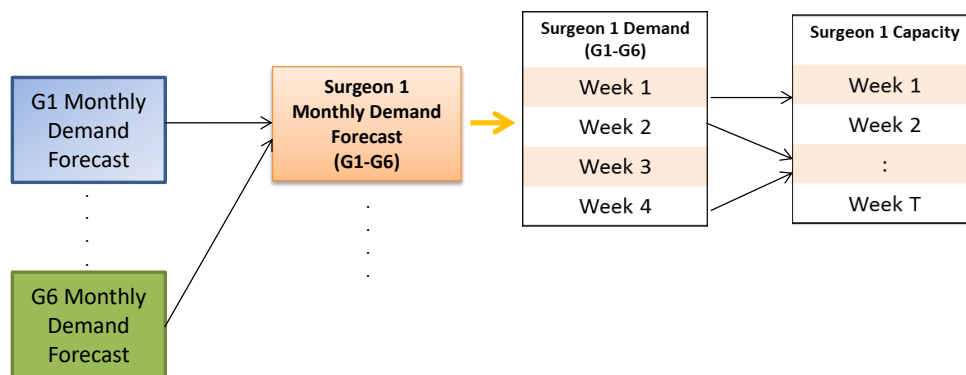 G1 Monthly
Demand
Forecast
G6 Monthly
Demand
Forecast
Surgeon 1
Monthly Demand
Forecast
(G1-G6)
Surgeon 1 Demand
(G1-G6)
Week 1
Week 2
Week 3
Week 4
Surgeon 1 Capacity
Week 1
Week 2
:
Week T